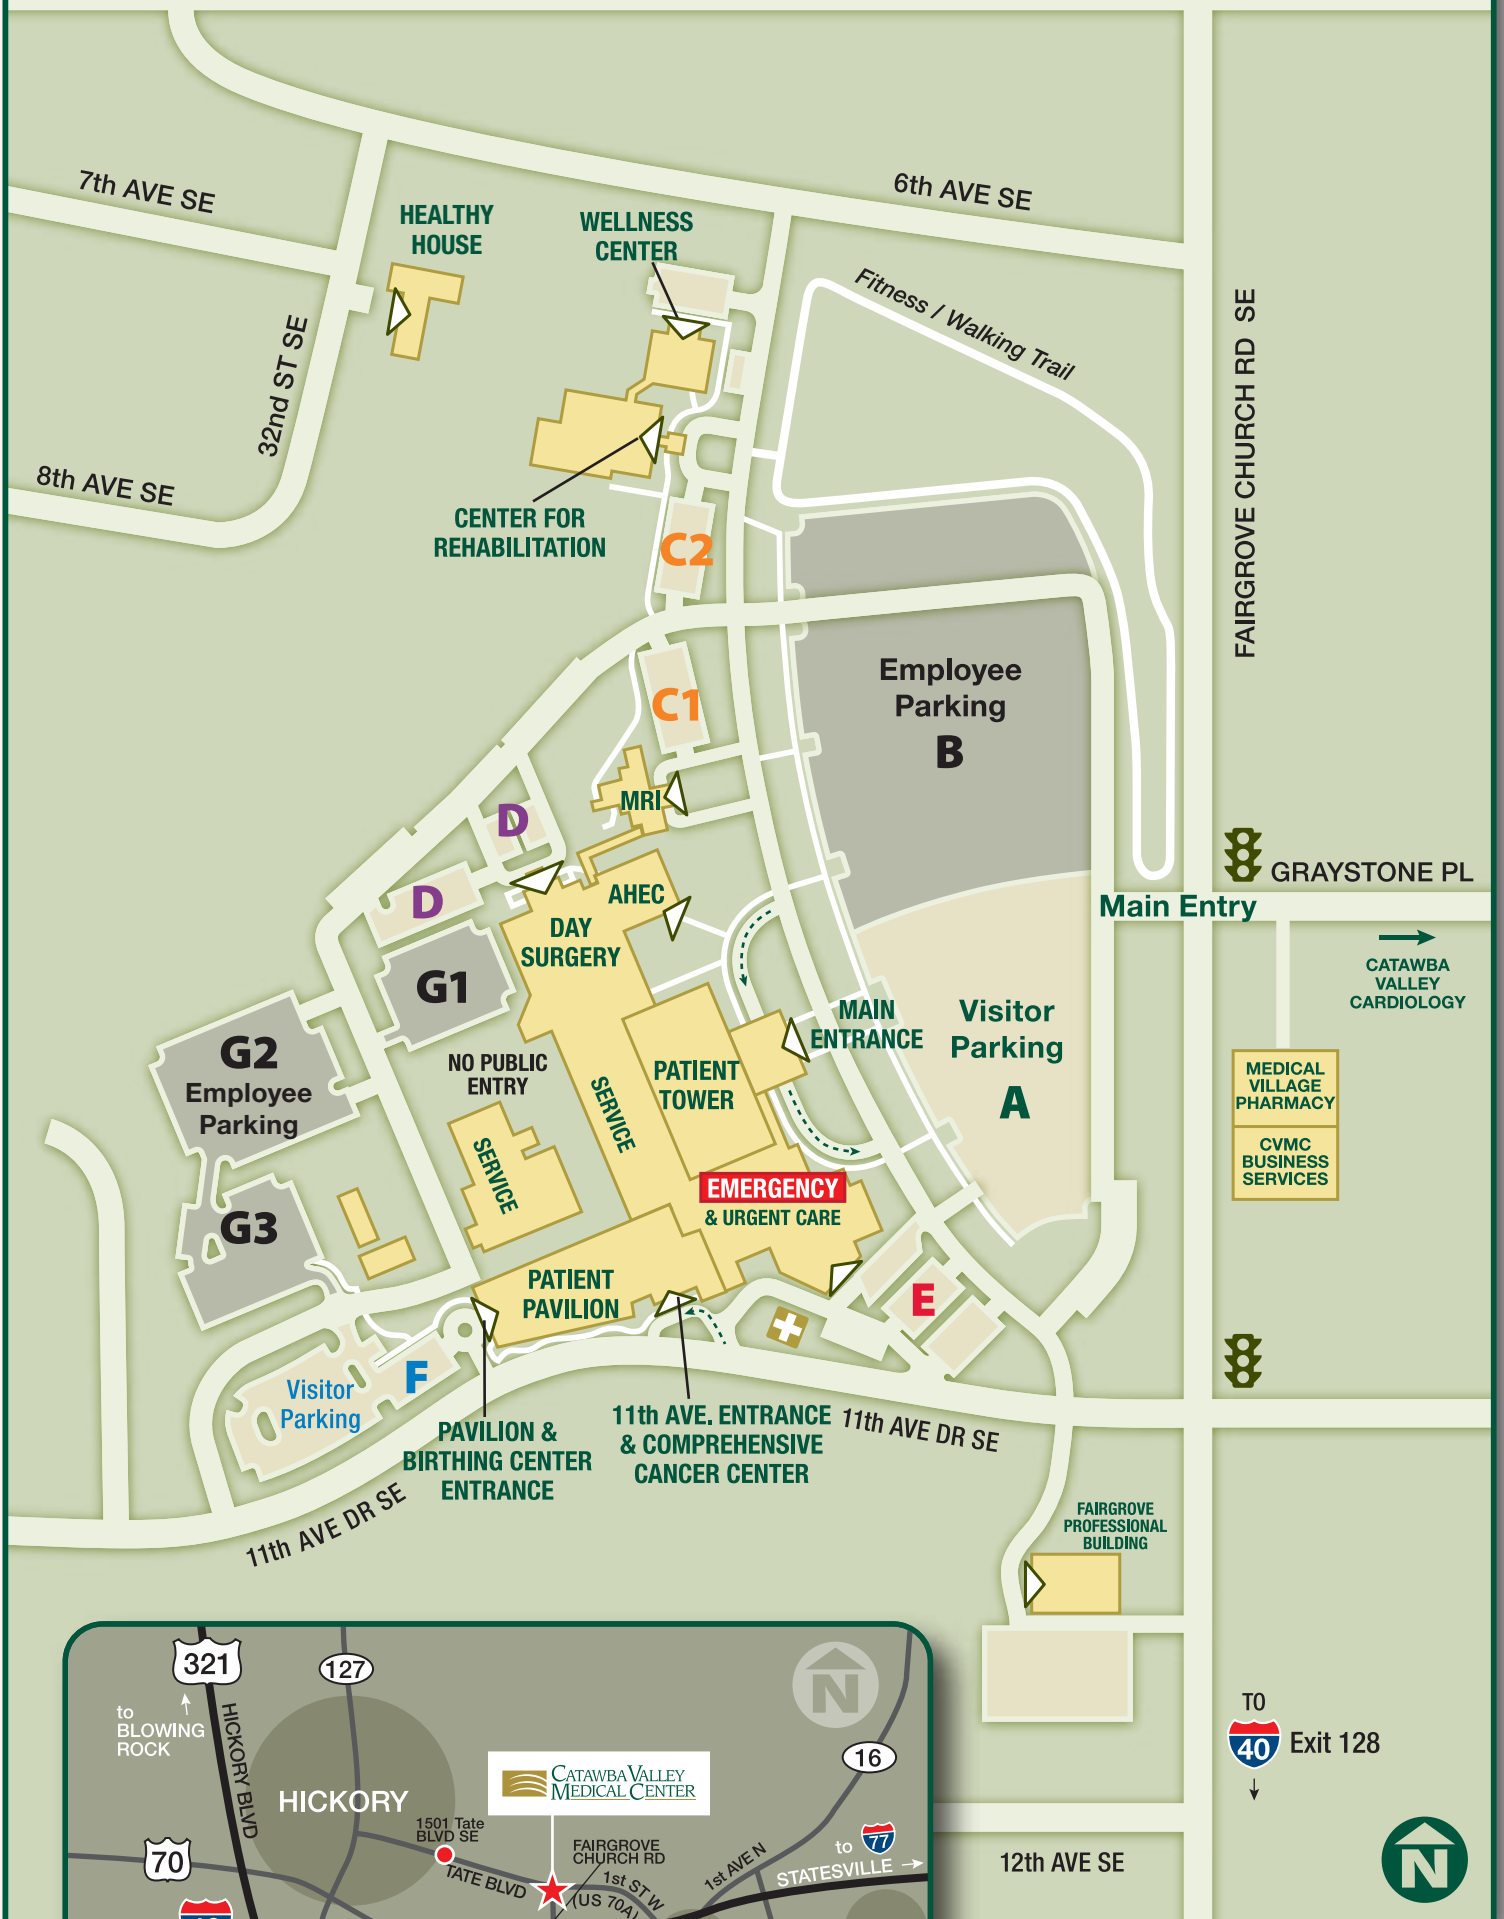 7th AVE SE
6th AVE SE
HEALTHY
HOUSE
WELLNESS
CENTER
Fitness / Walking Trail
FAIRGROVE CHURCH RD SE
32nd ST SE
8th AVE SE
CENTER FOR
REHABILITATION
C2
C1
Employee
Parking
B
MRI
D
D
AHEC
DAY
SURGERY
GRAYSTONE PL
Main Entry
CATAWBA
VALLEY
CARDIOLOGY
G1
G2
Employee
Parking
NO PUBLIC
ENTRY
MAIN
ENTRANCE
Visitor
Parking
A
PATIENT
TOWER
SERVICE
SERVICE
MEDICAL
VILLAGE
PHARMACY
CVMC
BUSINESS
SERVICES
EMERGENCY
& URGENT CARE
G3
PATIENT
PAVILION
E
F
Visitor
Parking
PAVILION &
BIRTHING CENTER
ENTRANCE
11th AVE. ENTRANCE
& COMPREHENSIVE
CANCER CENTER
11th AVE DR SE
11th AVE DR SE
FAIRGROVE
PROFESSIONAL
BUILDING
TO
40 Exit 128
12th AVE SE
N
321
127
N
to
BLOWING
ROCK
HICKORY BLVD
HICKORY
CATAWBA VALLEY
MEDICAL CENTER
16
1501 Tate
BLVD SE
TATE BLVD
FAIRGROVE
CHURCH RD
1st ST W
(US 70A)
1st AVE N
to 77
STATESVILLE
70